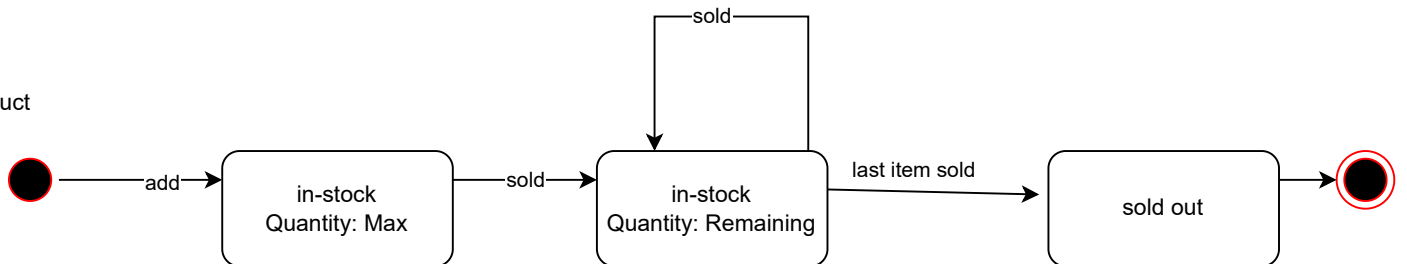 sold
uct
add
in-stock
Quantity: Max
sold
in-stock
Quantity: Remaining
last item sold
sold out